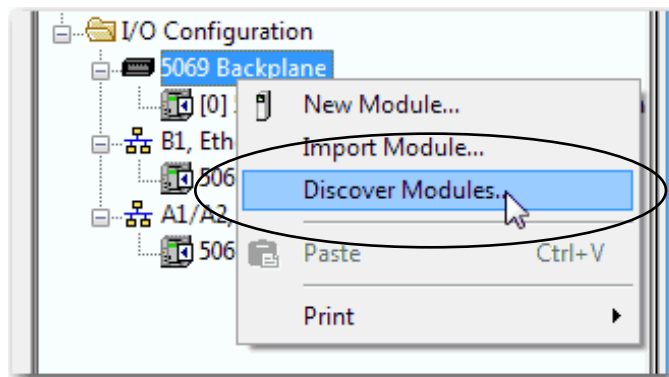 I/O Configuration
5069 Backplane
[0]
New Module...
B1, Eth
Import Module...
506
Discover Modules...
A1/A2,
506
Paste Ctrl+V
Print